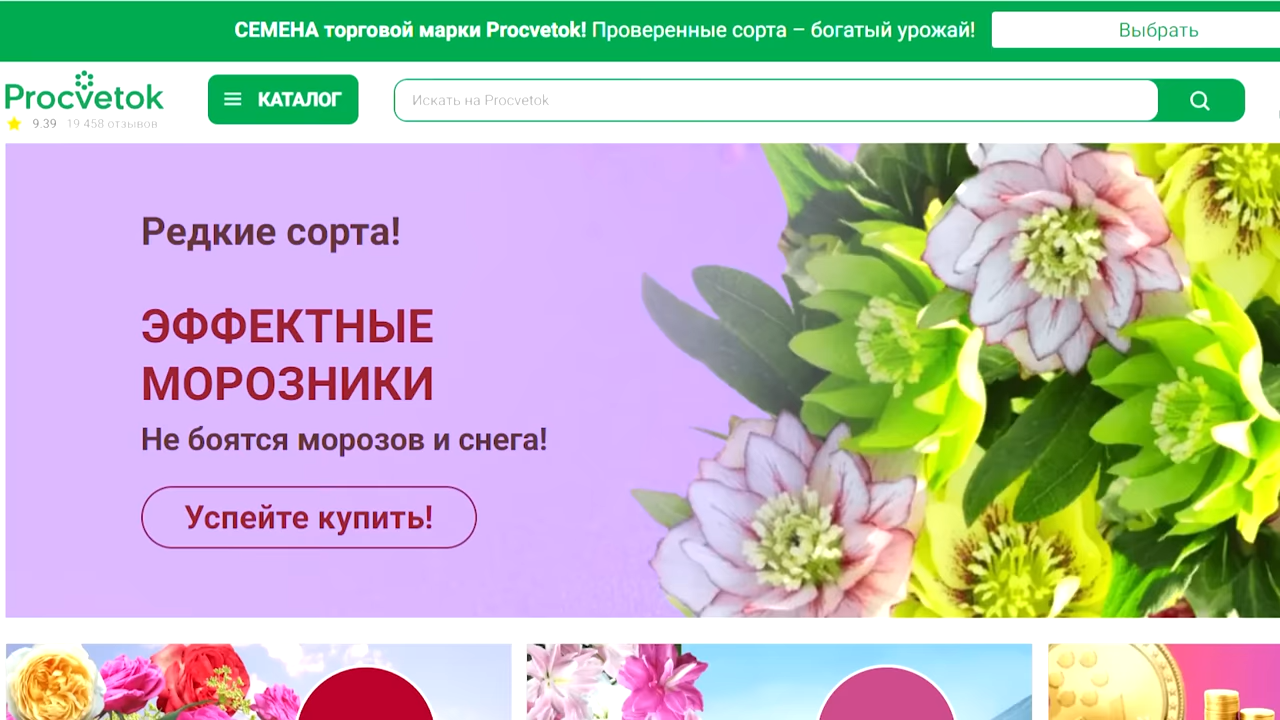 СЕМЕНА торговой марки Procvetok! Проверенные сорта – богатый урожай!
Выбрать
Procvetok
9.39 19 458 отзывов
КАТАЛОГ
Искать на Procvetok
Редкие сорта!
ЭФФЕКТНЫЕ
МОРОЗНИКИ
Не боятся морозов и снега!
Успейте купить!